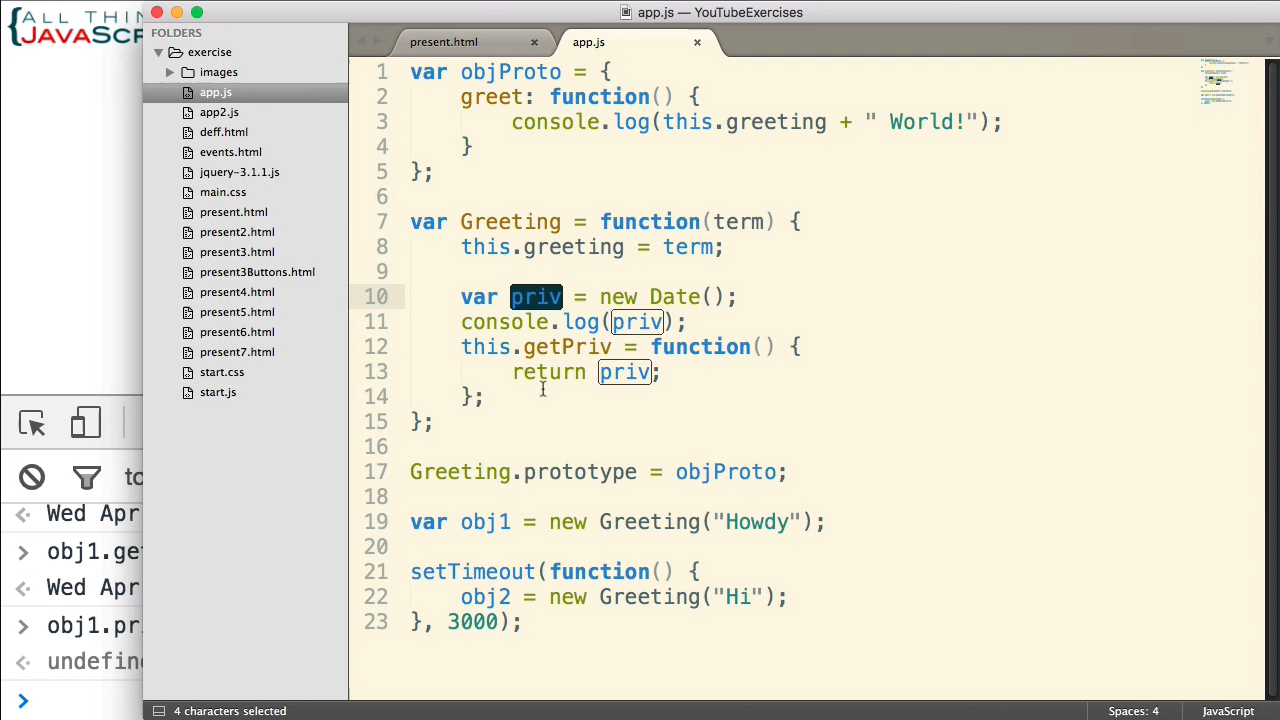 ALL THIN
JAVASCR
app.js — YouTubeExercises
FOLDERS
exercise
images
app.js
app2.js
deff.html
events.html
jquery-3.1.1.js
main.css
present.html
present2.html
present3.html
present3Buttons.html
present4.html
present5.html
present6.html
present7.html
start.css
start.js
present.html
app.js
1 var objProto = {
2 greet: function() {
3 console.log(this.greeting + " World!");
4 }
5 };
6
7 var Greeting = function(term) {
8 this.greeting = term;
9
10 var priv = new Date();
11 console.log(priv);
12 this.getPriv = function() {
13 return priv;
14 };
15 };
16
17 Greeting.prototype = objProto;
18
19 var obj1 = new Greeting("Howdy");
20
21 setTimeout(function() {
22 obj2 = new Greeting("Hi");
23 }, 3000);
to
Wed Apr
obj1.ge
Wed Apr
obj1.pr
undefine
4 characters selected
Spaces: 4
JavaScript